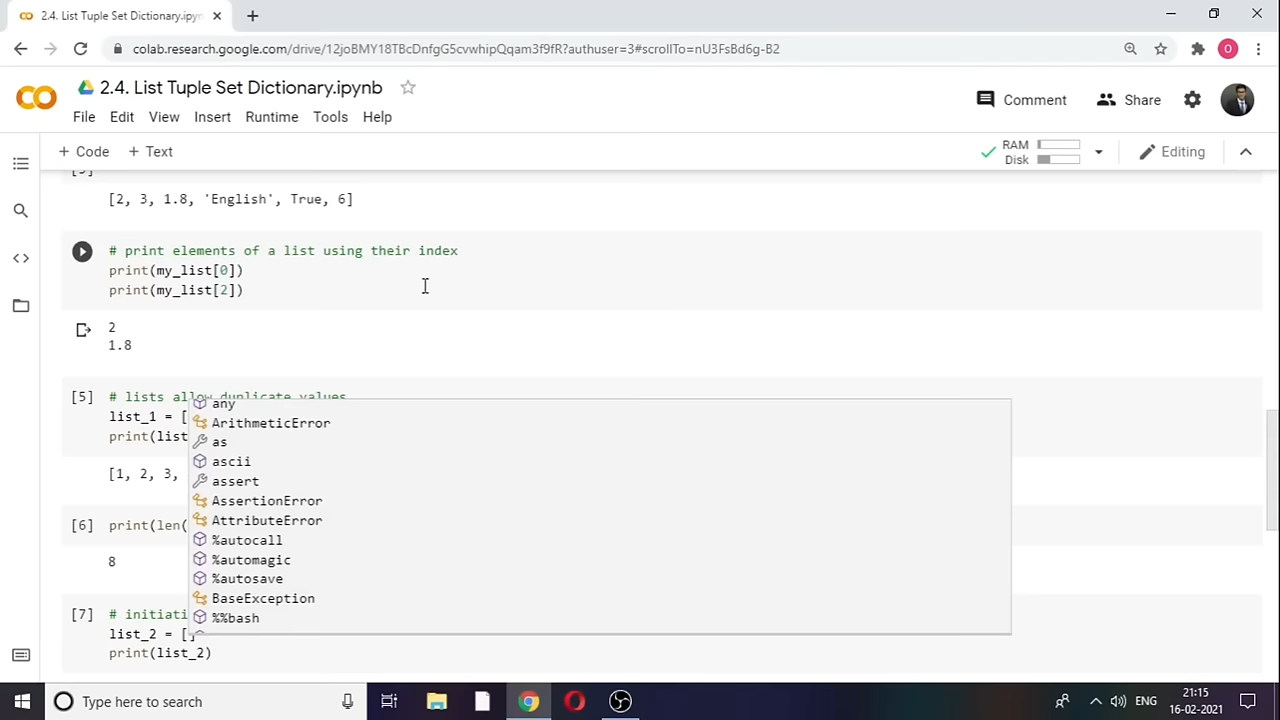 2.4. List Tuple Set Dictionary.ipyn
colab.research.google.com/drive/12joBMY18TBcDnfgG5cvwhipQqam3f9fR?authuser=3#scrollTo=nU3FsBd6g-B2
O
CO
2.4. List Tuple Set Dictionary.ipynb
Comment
Share
File Edit View Insert Runtime Tools Help
+ Code + Text
RAM
Disk
Editing
[2, 3, 1.8, 'English', True, 6]
# print elements of a list using their index
print(my_list[0])
print(my_list[2])
2
1.8
[5] # lists allow duplicate values
list_1 = [
print(list
[1, 2, 3,
[6] print(len(
8
[7] # initiati
list_2 = []
print(list_2)
any
ArithmeticError
as
ascii
assert
AssertionError
AttributeError
%autocall
%automagic
%autosave
BaseException
%%bash
Type here to search
ENG
21:15
16-02-2021